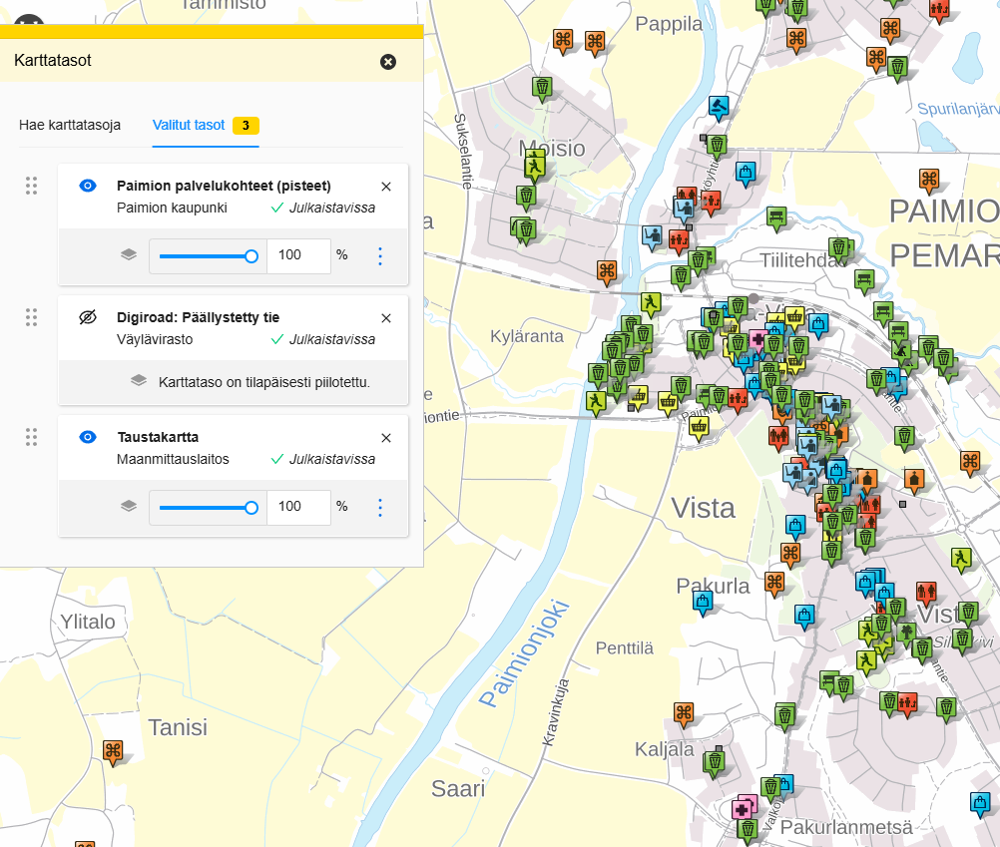 Tammisto
Karttatasot
Hae karttatasoja
Valitut tasot 3
Paimion palvelukohteet (pisteet)
Paimion kaupunki
Julkaistavissa
100 %
Digiroad: Päällystetty tie
Väylävirasto
Julkaistavissa
Karttataso on tilapäisesti piilotettu.
Taustakartta
Maanmittauslaitos
Julkaistavissa
100 %
Pappila
Sukselantie
Moisio
Spurilanjärv
PAIMIO
PEMAR
Tiilitehda
Kyläranta
iontie
Vista
Pakurla
Penttilä
Paimionjoki
Kravinkuja
Ylitalo
Tanisi
Saari
Kaljala
Pakurlanmetsä
Vist